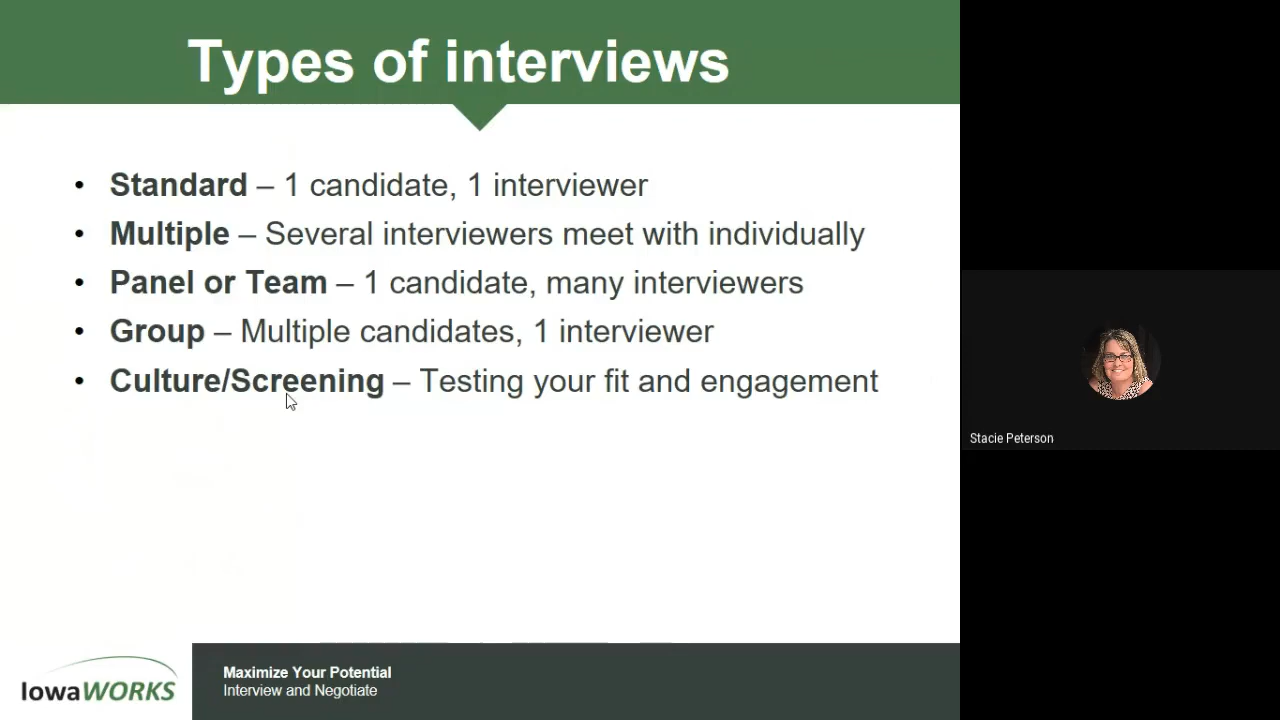 Types of interviews
• Standard – 1 candidate, 1 interviewer
• Multiple – Several interviewers meet with individually
• Panel or Team – 1 candidate, many interviewers
• Group – Multiple candidates, 1 interviewer
• Culture/Screening – Testing your fit and engagement
Stacie Peterson
IowaWORKS
Maximize Your Potential
Interview and Negotiate